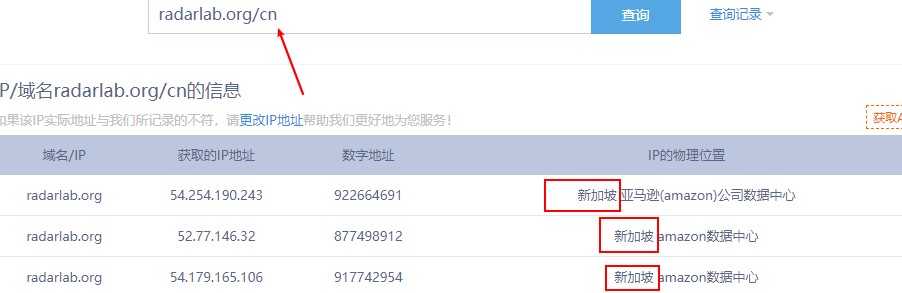 radarlab.org/cn 查询 查询记录
P/域名radarlab.org/cn的信息
如果该IP实际地址与我们所记录的不符，请更改IP地址帮助我们更好地为您服务！ 获取A
域名/IP 获取的IP地址 数字地址 IP的物理位置
radarlab.org 54.254.190.243 922664691 新加坡 亚马逊(amazon)公司数据中心
radarlab.org 52.77.146.32 877498912 新加坡 amazon数据中心
radarlab.org 54.179.165.106 917742954 新加坡 amazon数据中心